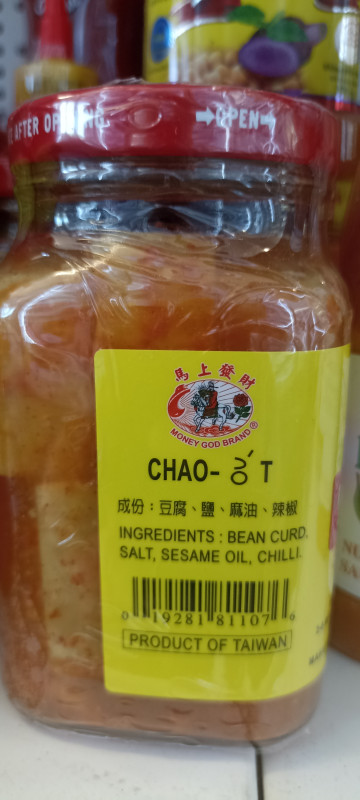 AFTER OPENING
➡OPEN➡
馬上發財
MONEY GOD BRAND®
CHAO- ớT
成份：豆腐、鹽、麻油、辣椒
INGREDIENTS : BEAN CURD,
SALT, SESAME OIL, CHILLI.
0 19281 81107 6
PRODUCT OF TAIWAN